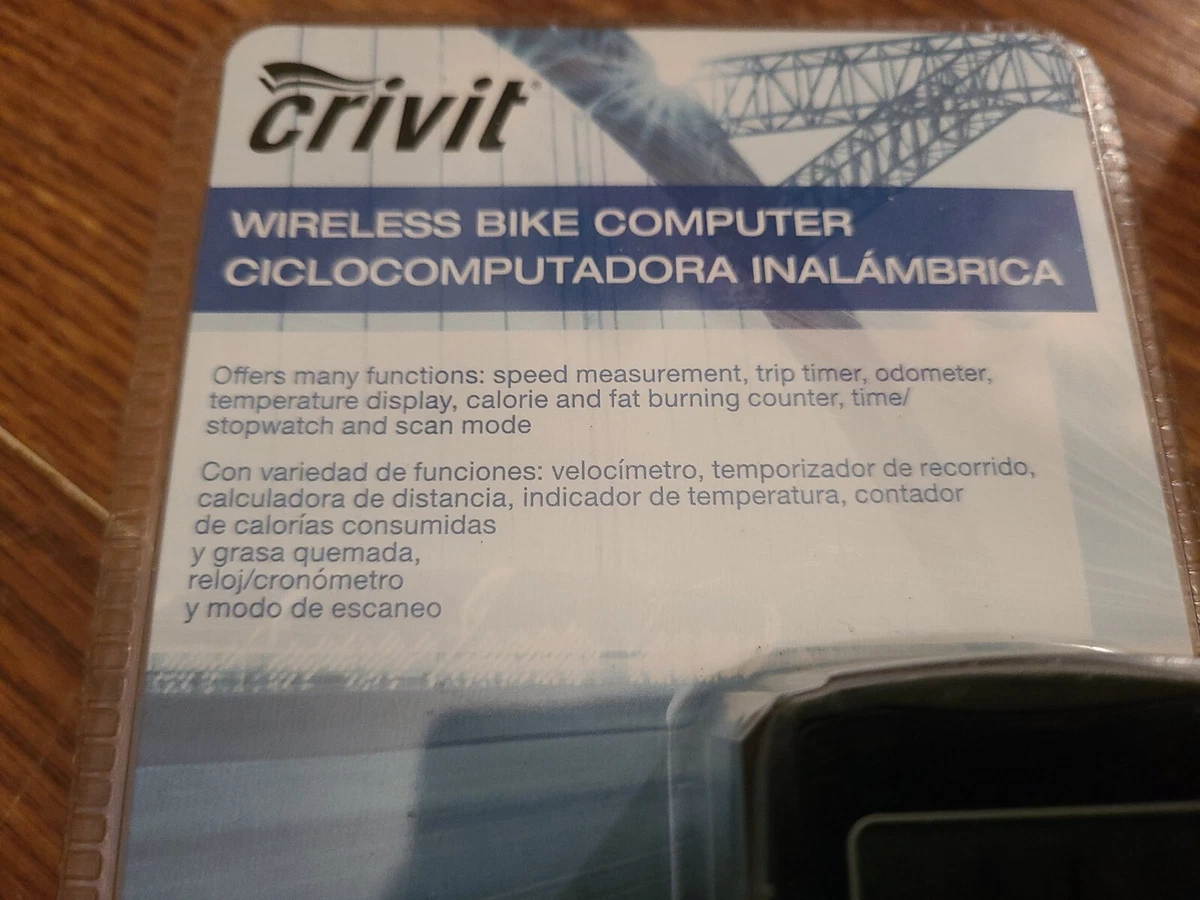 crivit
WIRELESS BIKE COMPUTER
CICLOCOMPUTADORA INALÁMBRICA
Offers many functions: speed measurement, trip timer, odometer,
temperature display, calorie and fat burning counter, time/
stopwatch and scan mode
Con variedad de funciones: velocímetro, temporizador de recorrido,
calculadora de distancia, indicador de temperatura, contador
de calorías consumidas
y grasa quemada,
reloj/cronómetro
y modo de escaneo